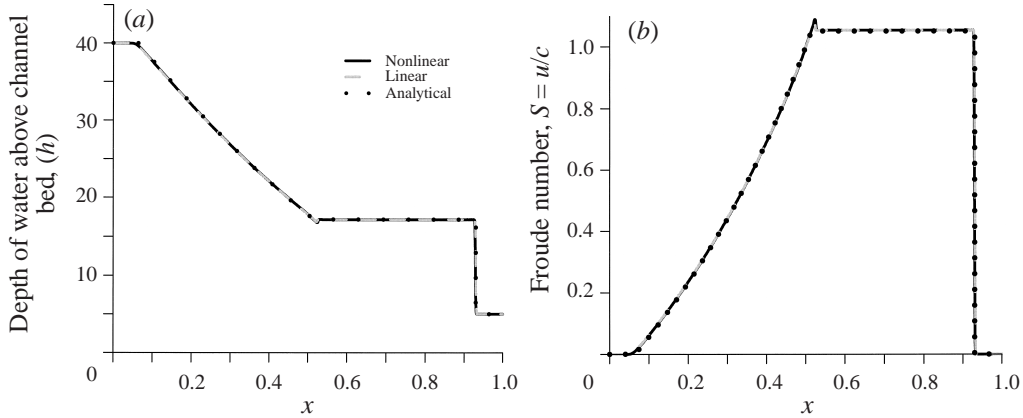 (a)
40
30
20
10
0
Depth of water above channel
bed, (h)
Nonlinear
Linear
Analytical
0.2
0.4
0.6
0.8
1.0
x
(b)
1.0
0.8
0.6
0.4
0.2
0
Froude number, S = u/c
0.2
0.4
0.6
0.8
1.0
x